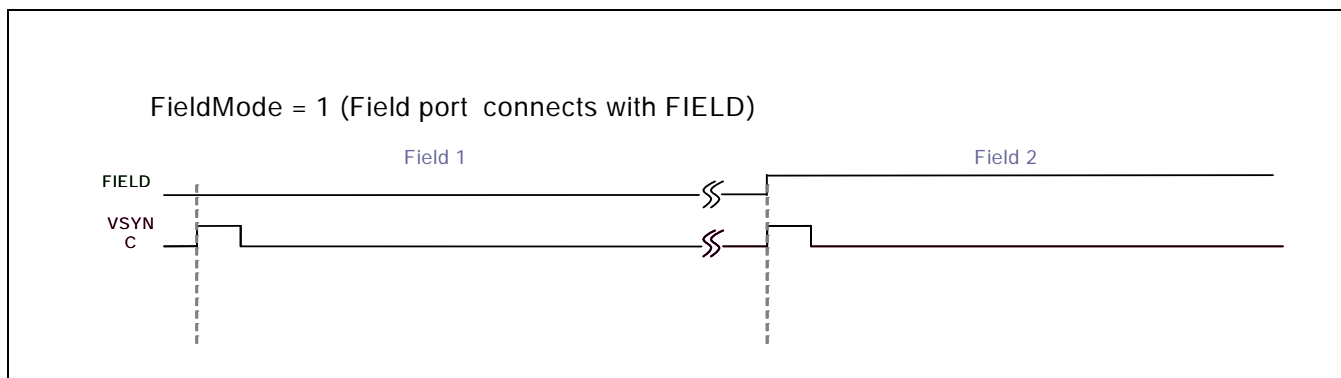 FieldMode = 1 (Field port connects with FIELD)
Field 1
Field 2
FIELD
VSYN
C